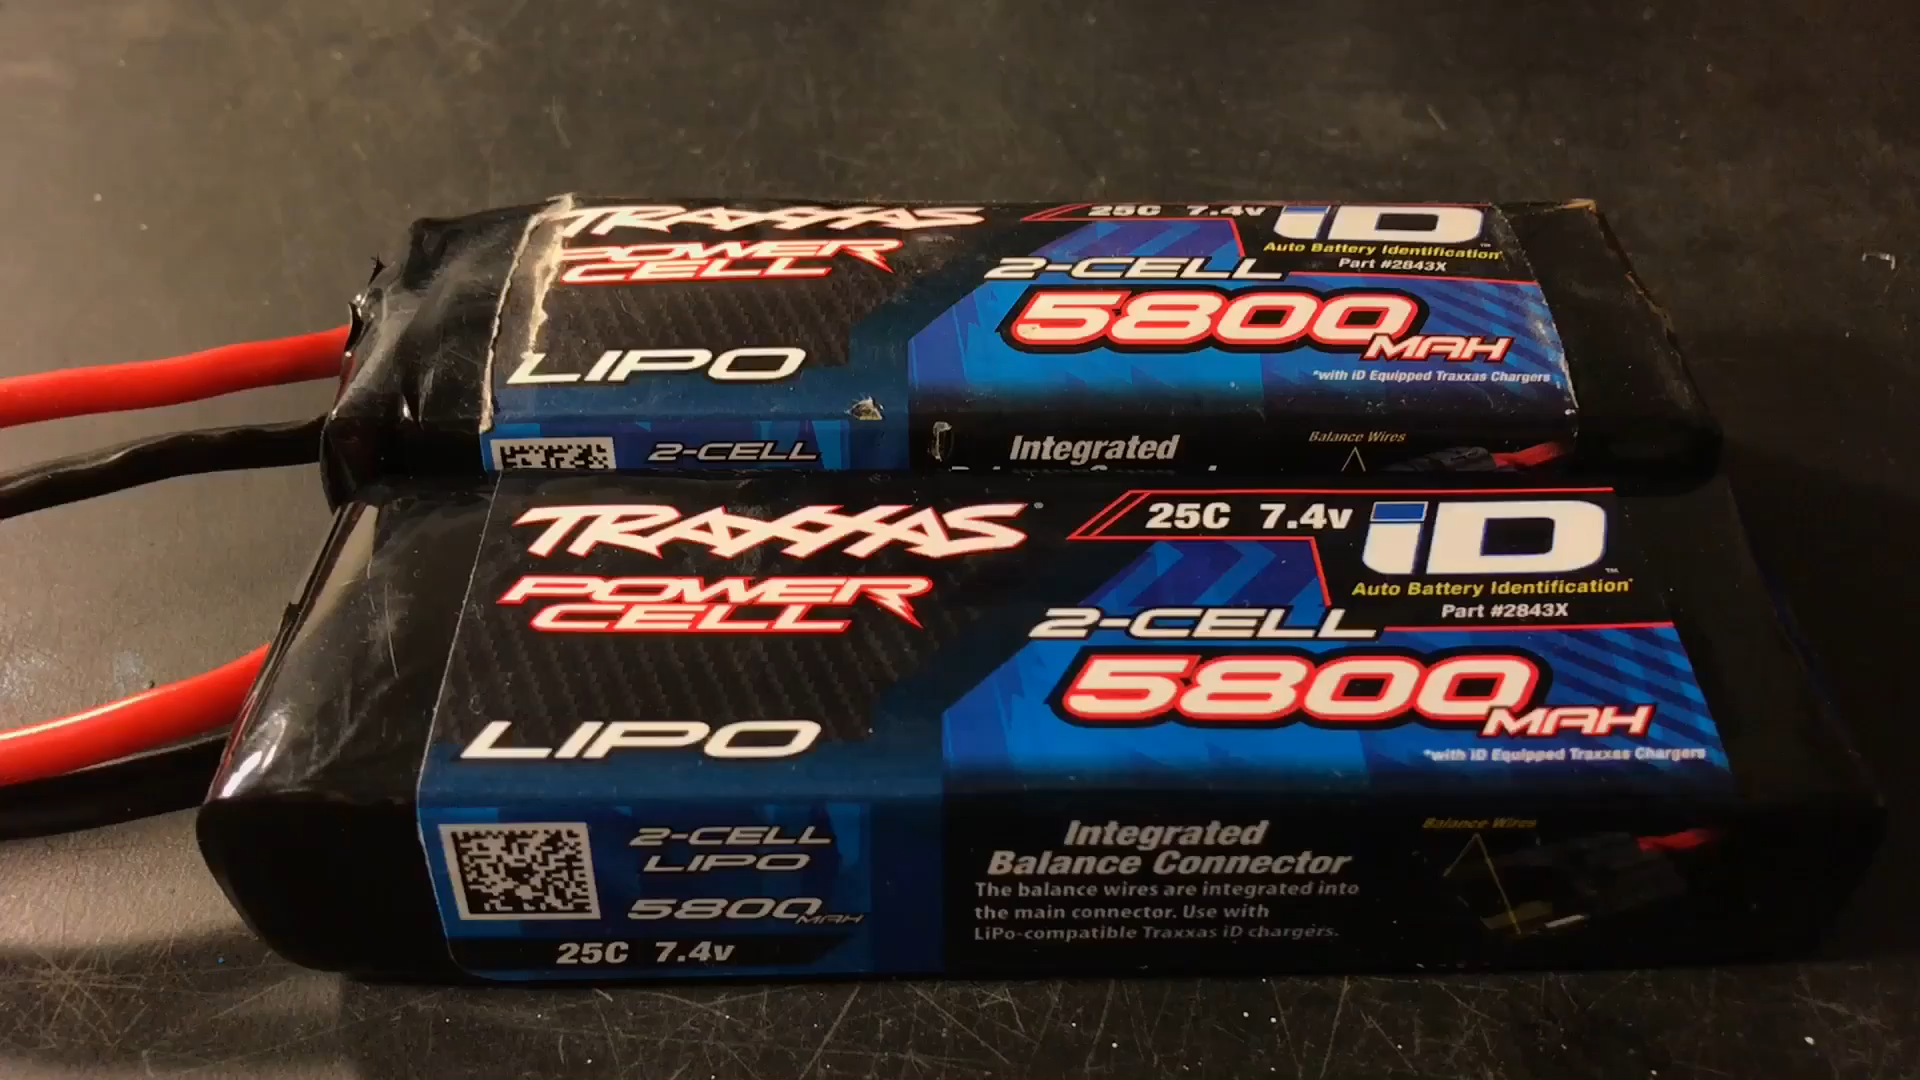 TRAXXAS
25C 7.4v iD
POWER
CELL
Auto Battery Identification
Part #2843X
2-CELL
5800
MAH
LIPO
*with iD Equipped Traxxas Chargers
2-CELL
Integrated
Balance Wires
TRAXXAS
25C 7.4v iD™
POWER
CELL
Auto Battery Identification
Part #2843X
2-CELL
5800
MAH
LIPO
*with iD Equipped Traxxas Chargers
2-CELL
LIPO
5800MAH
25C 7.4v
Integrated
Balance Connector
The balance wires are integrated into
the main connector. Use with
LiPo-compatible Traxxas iD chargers.
Balance Wires